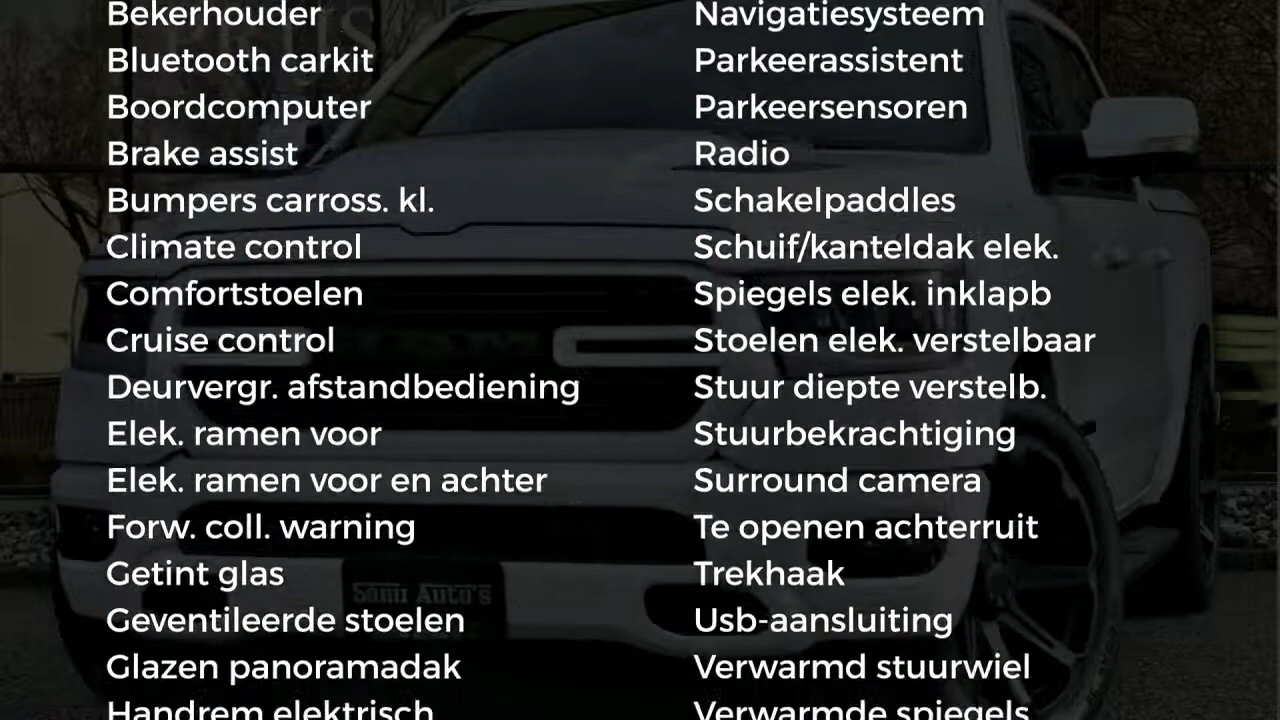 Bekerhouder
Bluetooth carkit
Boordcomputer
Brake assist
Bumpers carross. kl.
Climate control
Comfortstoelen
Cruise control
Deurvergr. afstandbediening
Elek. ramen voor
Elek. ramen voor en achter
Forw. coll. warning
Getint glas
Geventileerde stoelen
Glazen panoramadak
Handrem elektrisch
Navigatiesysteem
Parkeerassistent
Parkeersensoren
Radio
Schakelpaddles
Schuif/kanteldak elek.
Spiegels elek. inklapb
Stoelen elek. verstelbaar
Stuur diepte verstelb.
Stuurbekrachtiging
Surround camera
Te openen achterruit
Trekhaak
Usb-aansluiting
Verwarmd stuurwiel
Verwarmde spiegels
Sami Auto's